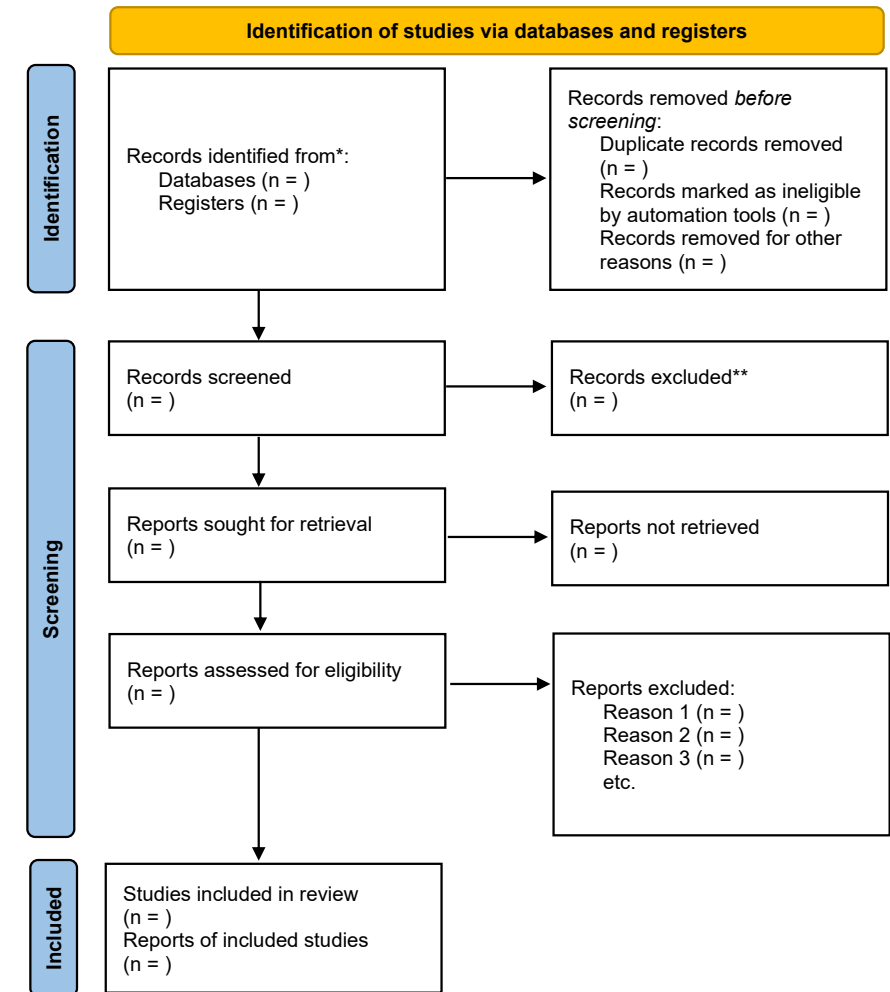 Identification of studies via databases and registers
Identification
Records identified from*:
Databases (n = )
Registers (n = )
Records removed before
screening:
Duplicate records removed
(n = )
Records marked as ineligible
by automation tools (n = )
Records removed for other
reasons (n = )
Screening
Records screened
(n = )
Records excluded**
(n = )
Reports sought for retrieval
(n = )
Reports not retrieved
(n = )
Reports assessed for eligibility
(n = )
Reports excluded:
Reason 1 (n = )
Reason 2 (n = )
Reason 3 (n = )
etc.
Included
Studies included in review
(n = )
Reports of included studies
(n = )